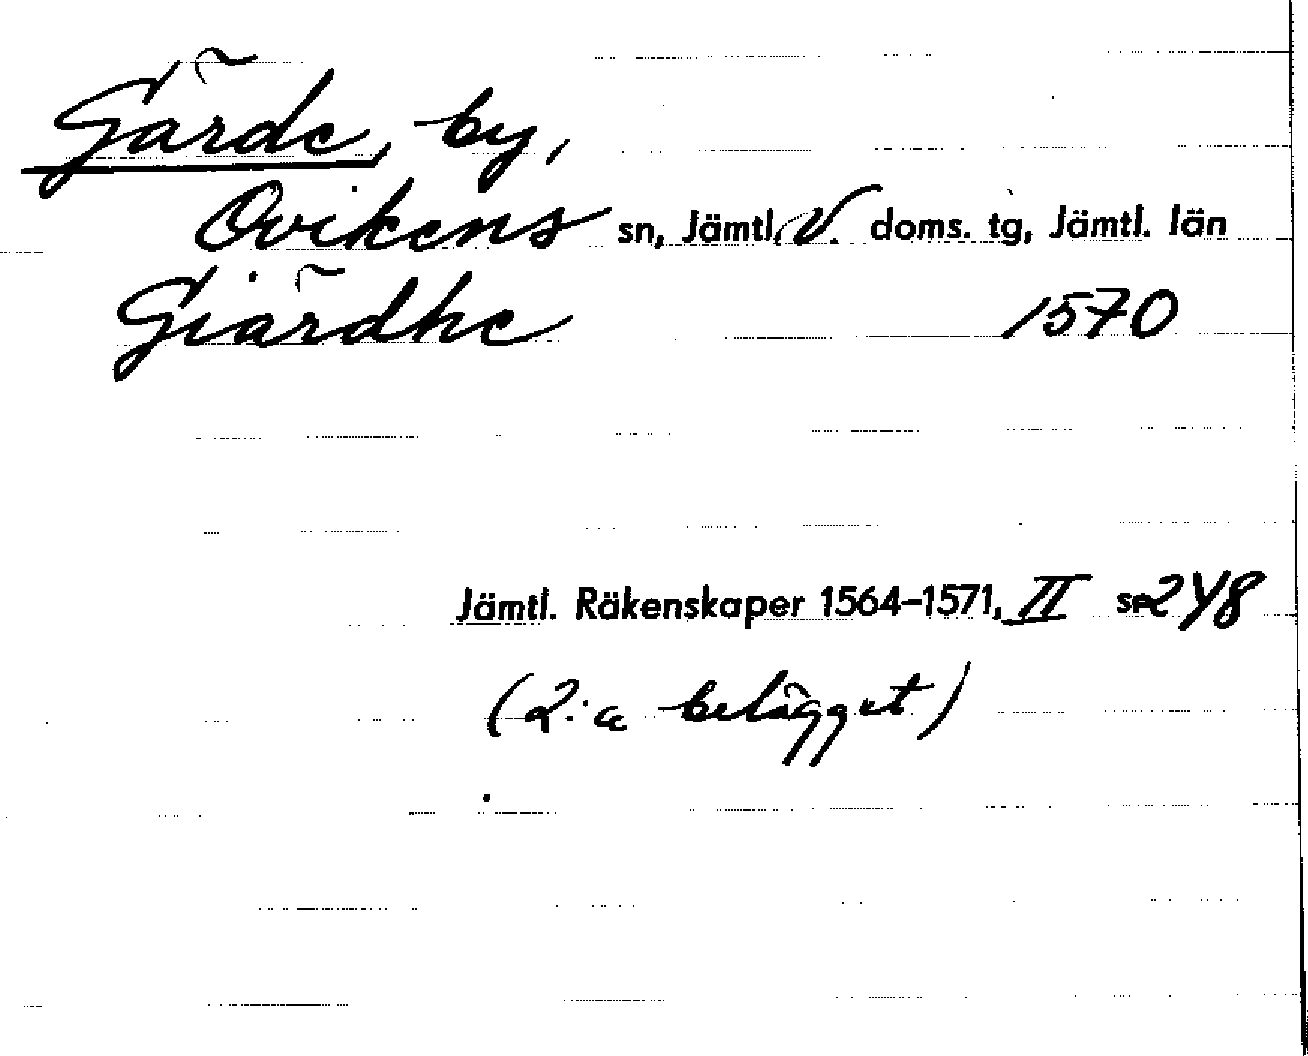 Gärde, by,
Ovikens sn, Jämtl. V. doms. tg, Jämtl. län
Giärdhe 1570
Jämtl. Räkenskaper 1564–1571, II s. 248
(2:a belägget)